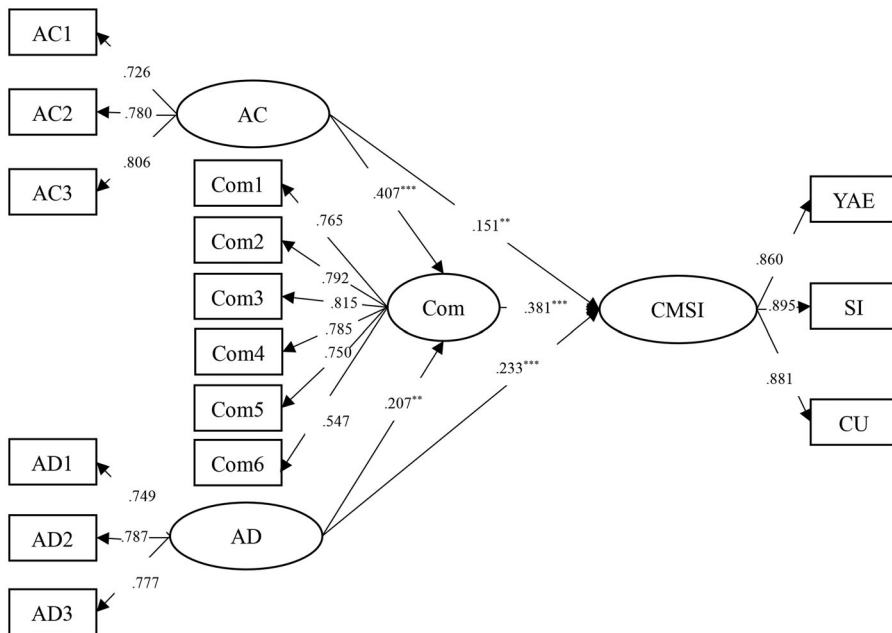 AC1
.726
AC2
.780
AC
.806
AC3
Com1
.407***
.765
.151**
YAE
Com2
.792
.860
Com3
.815
Com
.381***
CMSI
.895
SI
.785
Com4
.750
.233***
.881
Com5
.207**
.547
CU
Com6
AD1
.749
AD2
.787
AD
.777
AD3